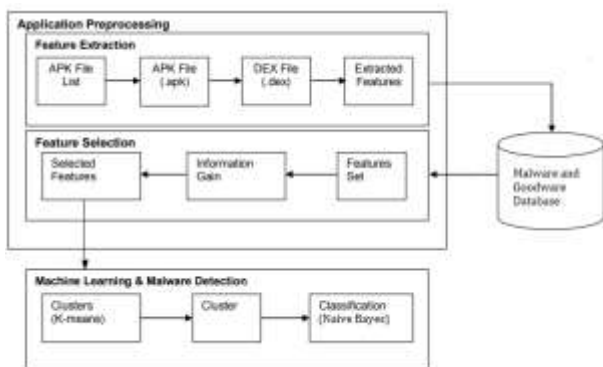 Application Preprocessing
Feature Extraction
APK File
List
APK File
(.apk)
DEX File
(.dex)
Extracted
Features
Feature Selection
Selected
Features
Information
Gain
Features
Set
Malware and
Goodware
Database
Machine Learning & Malware Detection
Clusters
(K-means)
Cluster
Classification
(Naive Bayes)